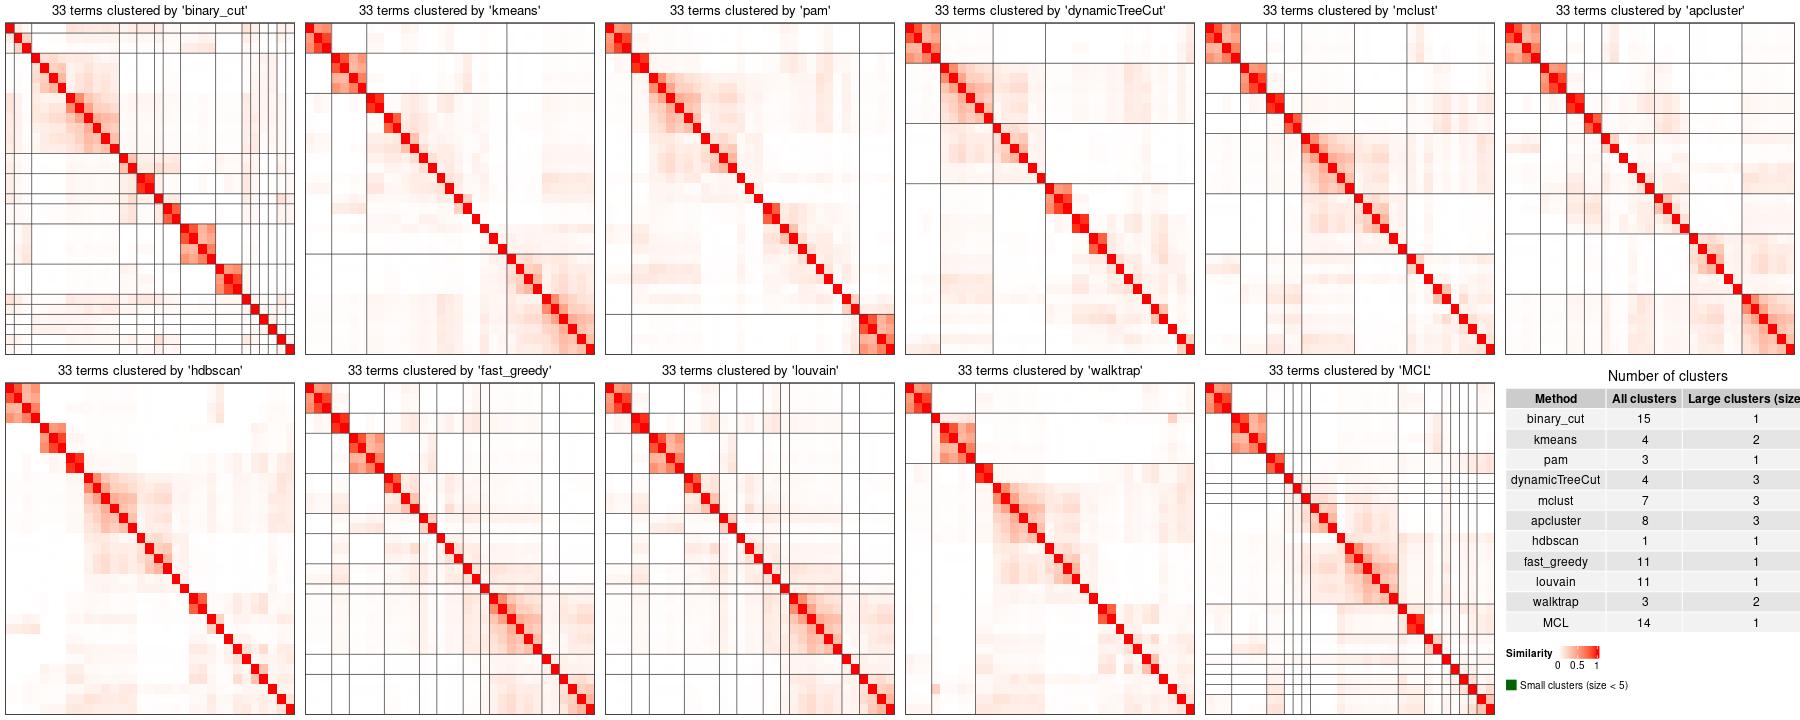 33 terms clustered by 'binary_cut'
33 terms clustered by 'kmeans'
33 terms clustered by 'pam'
33 terms clustered by 'dynamicTreeCut'
33 terms clustered by 'mclust'
33 terms clustered by 'apcluster'
33 terms clustered by 'hdbscan'
33 terms clustered by 'fast_greedy'
33 terms clustered by 'louvain'
33 terms clustered by 'walktrap'
33 terms clustered by 'MCL'
Number of clusters
Method All clusters Large clusters (size
binary_cut 15 1
kmeans 4 2
pam 3 1
dynamicTreeCut 4 3
mclust 7 3
apcluster 8 3
hdbscan 1 1
fast_greedy 11 1
louvain 11 1
walktrap 3 2
MCL 14 1
Similarity
0 0.5 1
Small clusters (size < 5)